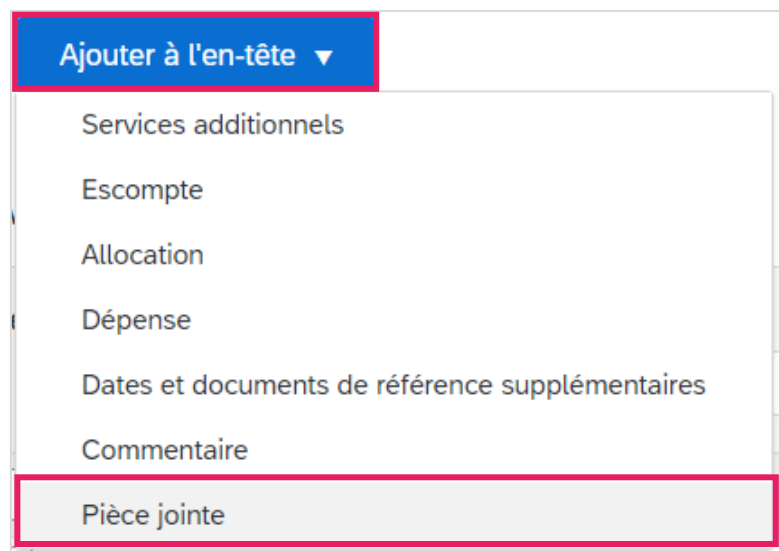 Ajouter à l'en-tête ▼
Services additionnels
Escompte
Allocation
Dépense
Dates et documents de référence supplémentaires
Commentaire
Pièce jointe